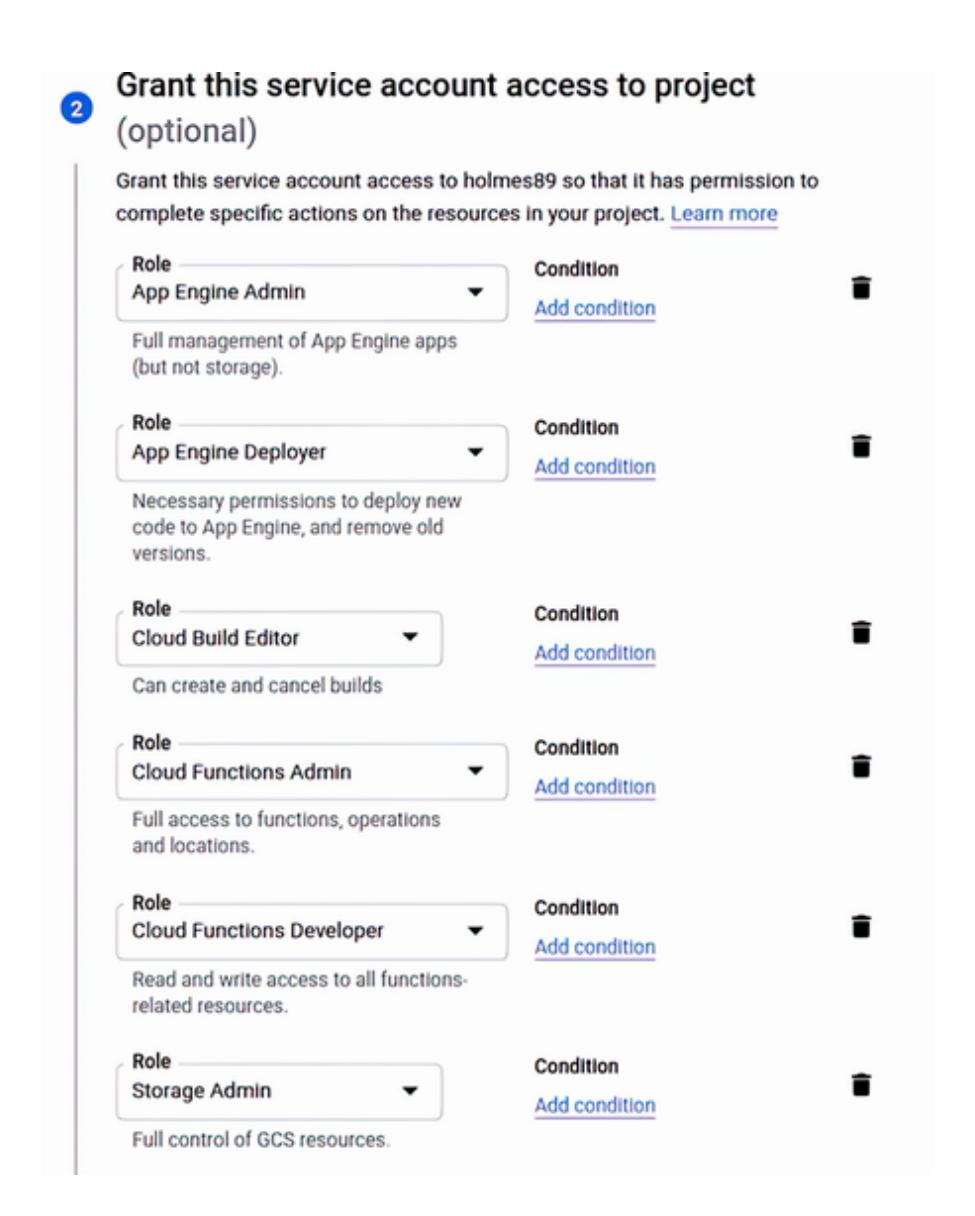 2
Grant this service account access to project
(optional)
Grant this service account access to holmes89 so that it has permission to
complete specific actions on the resources in your project. Learn more
Role
App Engine Admin
Condition
Add condition
Full management of App Engine apps
(but not storage).
Role
App Engine Deployer
Condition
Add condition
Necessary permissions to deploy new
code to App Engine, and remove old
versions.
Role
Cloud Build Editor
Condition
Add condition
Can create and cancel builds
Role
Cloud Functions Admin
Condition
Add condition
Full access to functions, operations
and locations.
Role
Cloud Functions Developer
Condition
Add condition
Read and write access to all functions-
related resources.
Role
Storage Admin
Condition
Add condition
Full control of GCS resources.